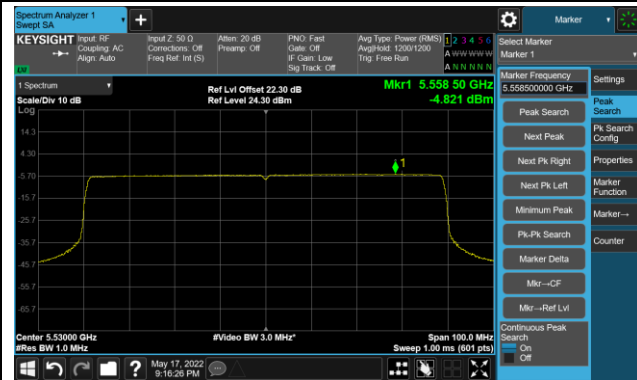 Spectrum Analyzer 1
Swept SA
Marker
KEYSIGHT
Input: RF
Coupling: AC
Align: Auto
Input Z: 50 Ω
Corrections: Off
Freq Ref: Int (S)
Atten: 20 dB
Preamp: Off
PNO: Fast
Gate: Off
IF Gain: Low
Sig Track: Off
Avg Type: Power (RMS)
Avg|Hold: 1200/1200
Trig: Free Run
1 2 3 4 5 6
A W W W W W
A N N N N N
Select Marker
Marker 1
1 Spectrum
Scale/Div 10 dB
Log
Ref Lvl Offset 22.30 dB
Ref Level 24.30 dBm
Mkr1 5.558 50 GHz
-4.821 dBm
14.3
4.30
-5.70
-15.7
-25.7
-35.7
-45.7
-55.7
-65.7
1
Center 5.53000 GHz
#Res BW 1.0 MHz
#Video BW 3.0 MHz*
Span 100.0 MHz
Sweep 1.00 ms (601 pts)
Marker Frequency
5.558500000 GHz
Peak Search
Next Peak
Next Pk Right
Next Pk Left
Minimum Peak
Pk-Pk Search
Marker Delta
Mkr→CF
Mkr→Ref Lvl
Continuous Peak
Search
On
Off
Settings
Peak
Search
Pk Search
Config
Properties
Marker
Function
Marker→
Counter
?
May 17, 2022
9:16:26 PM